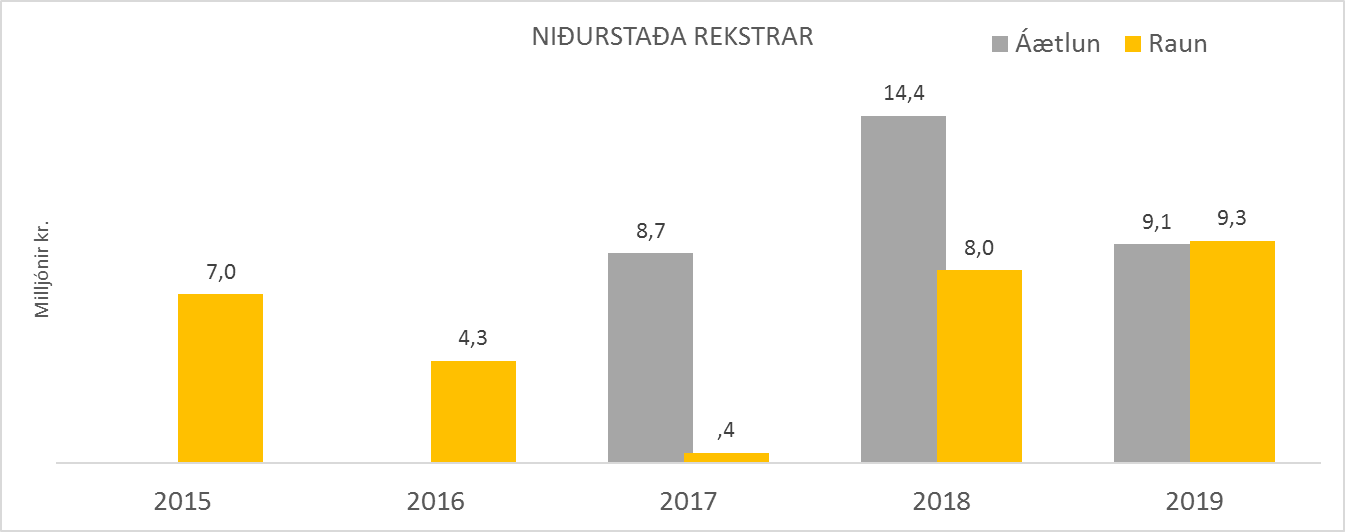 NIÐURSTAÐA REKSTRAR
Áætlun Raun
Milljónir kr.
7,0
4,3
8,7
,4
14,4
8,0
9,1
9,3
2015 2016 2017 2018 2019